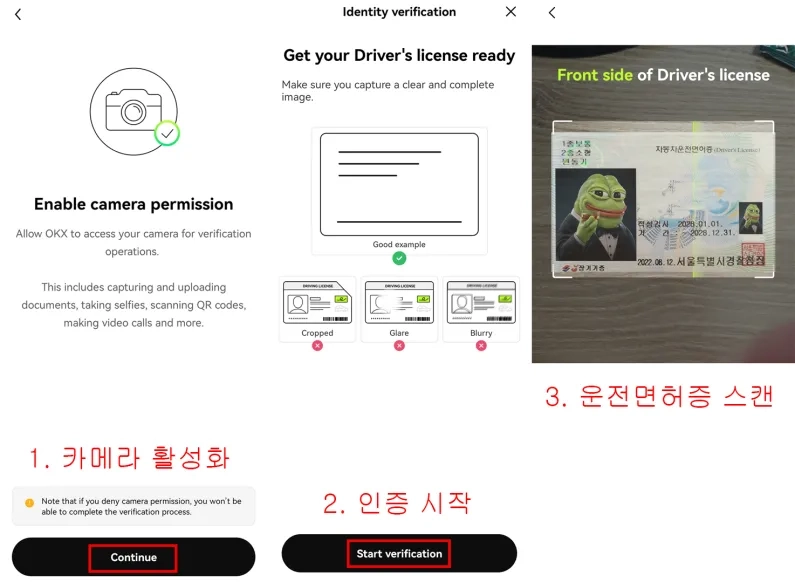 Enable camera permission
Allow OKX to access your camera for verification
operations.
This includes capturing and uploading
documents, taking selfies, scanning QR codes,
making video calls and more.
1. 카메라 활성화
Note that if you deny camera permission, you won't be
able to complete the verification process.
Continue
Identity verification
Get your Driver's license ready
Make sure you capture a clear and complete
image.
Good example
DRIVING LICENSE
DRIVING LICENSE
DRIVING LICENSE
Cropped
Glare
Blurry
2. 인증 시작
Start verification
Front side of Driver's license
1종보통
2종소형
자동차운전면허증 (Driver's License)
적성검사 2028.01.01.
기 간 ~ 2028.12.31.
2022.06.12. 서울특별시경찰청장
장기기증
3. 운전면허증 스캔